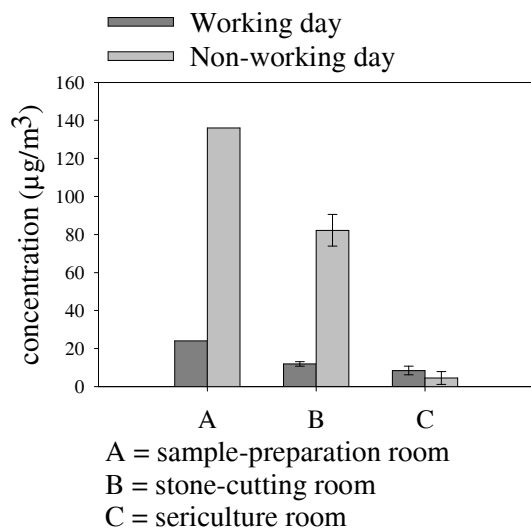 Working day
Non-working day
160
140
120
100
80
60
40
20
0
concentration (µg/m³)
A B C
A = sample-preparation room
B = stone-cutting room
C = sericulture room